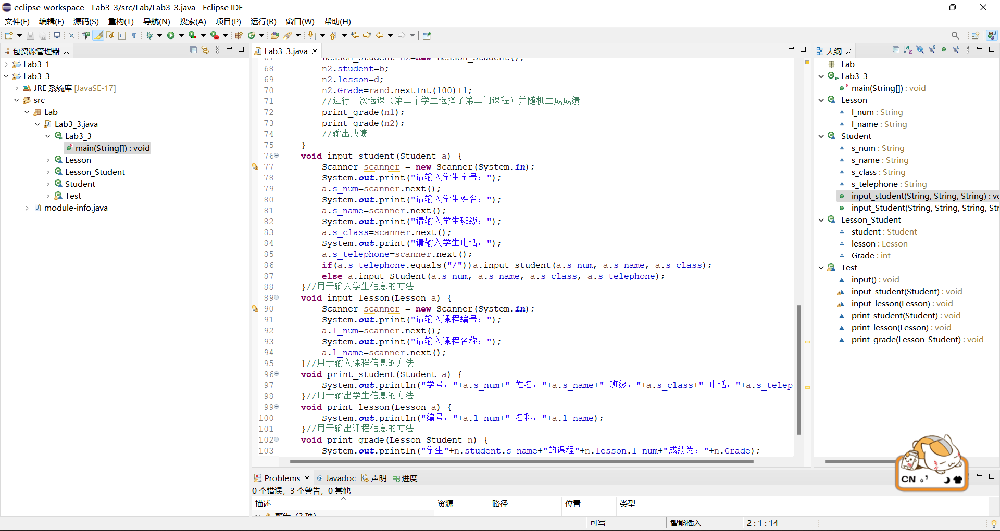 eclipse-workspace - Lab3_3/src/Lab/Lab3_3.java - Eclipse IDE
文件(F) 编辑(E) 源码(S) 重构(T) 导航(N) 搜索(A) 项目(P) 运行(R) 窗口(W) 帮助(H)
包资源管理器
Lab3_1
Lab3_3
JRE 系统库 [JavaSE-17]
src
Lab
Lab3_3.java
Lab3_3
main(String[]) : void
Lesson
Lesson_Student
Student
Test
module-info.java
Lab3_3.java
67 Lesson_Student n2=new Lesson_Student();
68 n2.student=b;
69 n2.lesson=d;
70 n2.Grade=rand.nextInt(100)+1;
71 //进行一次选课（第二个学生选择了第二门课程）并随机生成成绩
72 print_grade(n1);
73 print_grade(n2);
74 //输出成绩
75 }
76 void input_student(Student a) {
77 Scanner scanner = new Scanner(System.in);
78 System.out.print("请输入学生学号：");
79 a.s_num=scanner.next();
80 System.out.print("请输入学生姓名：");
81 a.s_name=scanner.next();
82 System.out.print("请输入学生班级：");
83 a.s_class=scanner.next();
84 System.out.print("请输入学生电话：");
85 a.s_telephone=scanner.next();
86 if(a.s_telephone.equals("/"))a.input_student(a.s_num, a.s_name, a.s_class);
87 else a.input_Student(a.s_num, a.s_name, a.s_class, a.s_telephone);
88 }//用于输入学生信息的方法
89 void input_lesson(Lesson a) {
90 Scanner scanner = new Scanner(System.in);
91 System.out.print("请输入课程编号：");
92 a.l_num=scanner.next();
93 System.out.print("请输入课程名称：");
94 a.l_name=scanner.next();
95 }//用于输入课程信息的方法
96 void print_student(Student a) {
97 System.out.println("学号："+a.s_num+" 姓名："+a.s_name+" 班级："+a.s_class+" 电话："+a.s_telep
98 }//用于输出学生信息的方法
99 void print_lesson(Lesson a) {
100 System.out.println("编号："+a.l_num+" 名称："+a.l_name);
101 }//用于输出课程信息的方法
102 void print_grade(Lesson_Student n) {
103 System.out.println("学生"+n.student.s_name+"的课程"+n.lesson.l_num+"成绩为："+n.Grade);
大纲
Lab
Lab3_3
main(String[]) : void
Lesson
l_num : String
l_name : String
Student
s_num : String
s_name : String
s_class : String
s_telephone : String
input_student(String, String, String) : vo
input_Student(String, String, String, Str
Lesson_Student
student : Student
lesson : Lesson
Grade : int
Test
input() : void
input_student(Student) : void
input_lesson(Lesson) : void
print_student(Student) : void
print_lesson(Lesson) : void
print_grade(Lesson_Student) : void
Problems @ Javadoc 声明 进度
0 个错误，3 个警告，0 其他
描述 资源 路径 位置 类型
警告（3 项）
CN 。’
可写 智能插入 2 : 1 : 14